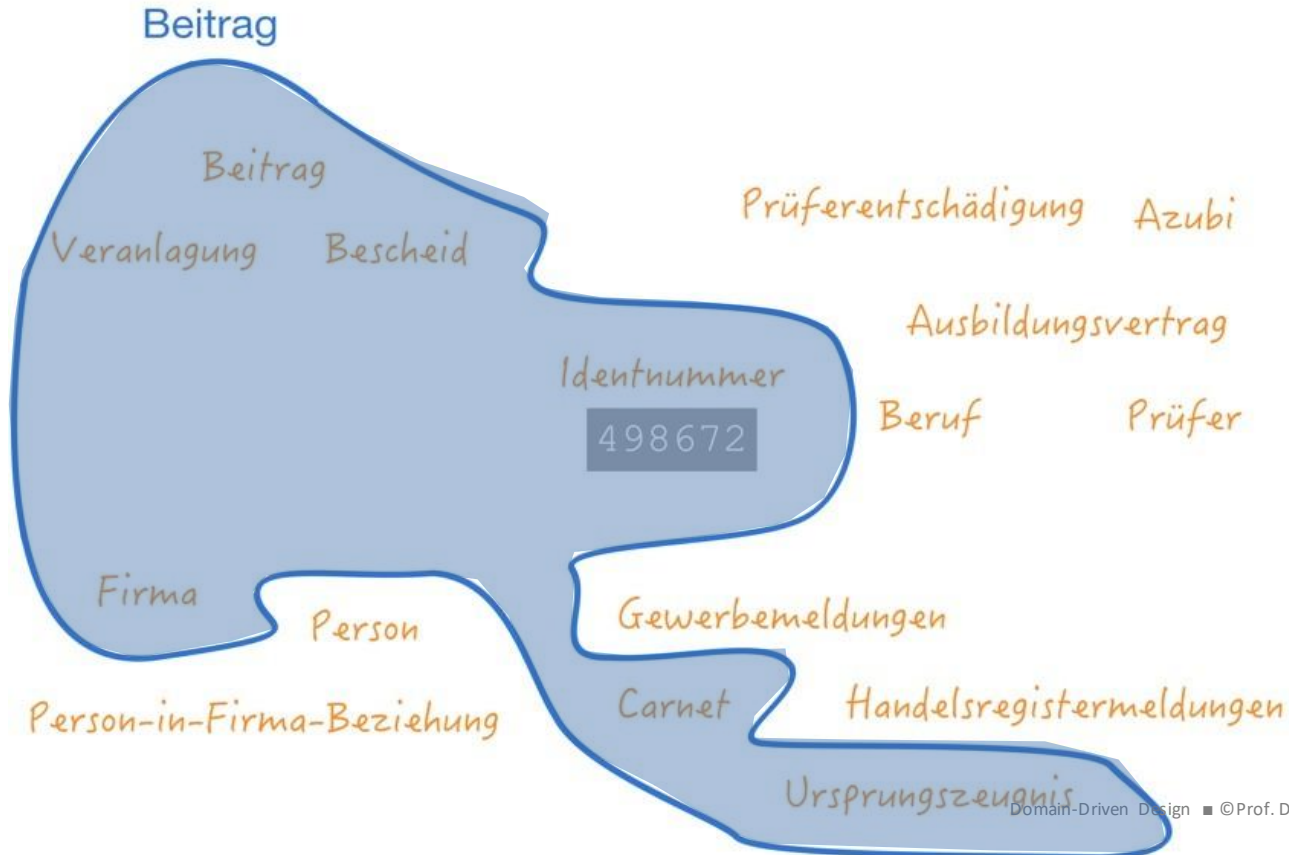 Beitrag
Beitrag
Prüferentschädigung Azubi
Veranlagung Bescheid
Ausbildungsvertrag
Identnummer
Beruf Prüfer
498672
Firma
Person
Gewerbemeldungen
Person-in-Firma-Beziehung
Carnet
Handelsregistermeldungen
Ursprungszeugnis
Domain-Driven Design ■ ©Prof. D